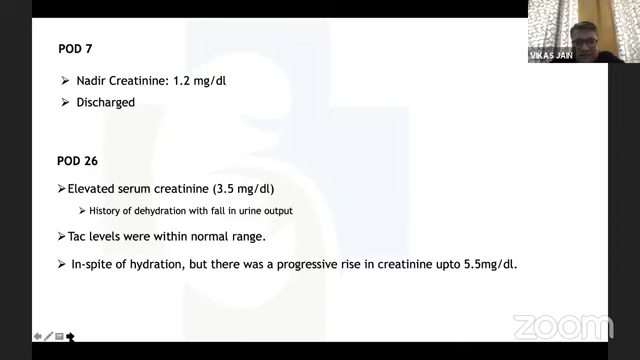 POD 7
➢ Nadir Creatinine: 1.2 mg/dl
➢ Discharged
VIKAS JAIN
POD 26
➢Elevated serum creatinine (3.5 mg/dl)
➢ History of dehydration with fall in urine output
➢Tac levels were within normal range.
➢ In-spite of hydration, but there was a progressive rise in creatinine upto 5.5mg/dl.
zoom